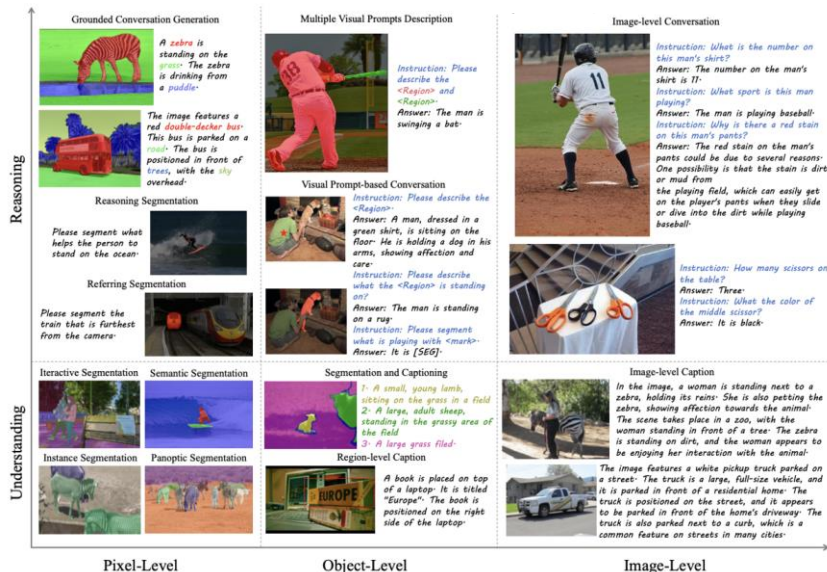 Grounded Conversation Generation
A zebra is
standing on the
grass. The zebra
is drinking from
a puddle.
The image features a
red double-decker bus.
This bus is parked on a
road. The bus is
positioned in front of
trees, with the sky
overhead.
Reasoning Segmentation
Please segment what
helps the person to
stand on the ocean.
Referring Segmentation
Please segment the
train that is furthest
from the camera.
Multiple Visual Prompts Description
Instruction: Please
describe the
<Region> and
<Region>.
Answer: The man is
swinging a bat.
Visual Prompt-based Conversation
Instruction: Please describe the
<Region>.
Answer: A man, dressed in a
green shirt, is sitting on the
floor. He is holding a dog in his
arms, showing affection and
care.
Instruction: Please describe
what the <Region> is standing
on?
Answer: The man is standing
on a rug.
Instruction: Please segment
what is playing with <mark>.
Answer: It is [SEG].
Image-level Conversation
Instruction: What is the number on
this man's shirt?
Answer: The number on the man's
shirt is 11.
Instruction: What sport is this man
playing?
Answer: The man is playing baseball.
Instruction: Why is there a red stain
on this man's pants?
Answer: The red stain on the man's
pants could be due to several reasons.
One possibility is that the stain is dirt
or mud from
the playing field, which can easily get
on the player's pants when they slide
or dive into the dirt while playing
baseball.
11
Instruction: How many scissors on
the table?
Answer: Three.
Instruction: What the color of
the middle scissor?
Answer: It is black.
Reasoning
Iteractive Segmentation
Semantic Segmentation
Instance Segmentation
Panoptic Segmentation
Segmentation and Captioning
1. A small, young lamb,
sitting on the grass in a field
2. A large, adult sheep,
standing in the grassy area of
the field
3. A large grass filed.
Region-level Caption
EUROPE
A book is placed on top
of a laptop. It is titled
"Europe". The book is
positioned on the right
side of the laptop.
Image-level Caption
In the image, a woman is standing next to a
zebra, holding its reins. She is also petting the
zebra, showing affection towards the animal.
The scene takes place in a zoo, with the
woman standing in front of a tree. The zebra
is standing on dirt, and the woman appears to
be enjoying her interaction with the animal.
The image features a white pickup truck parked on
a street. The truck is a large, full-size vehicle, and
it is parked in front of a residential home. The
truck is positioned on the street, and it appears
to be parked in front of the home's driveway. The
truck is also parked next to a curb, which is a
common feature on streets in many cities.
Understanding
Pixel-Level
Object-Level
Image-Level